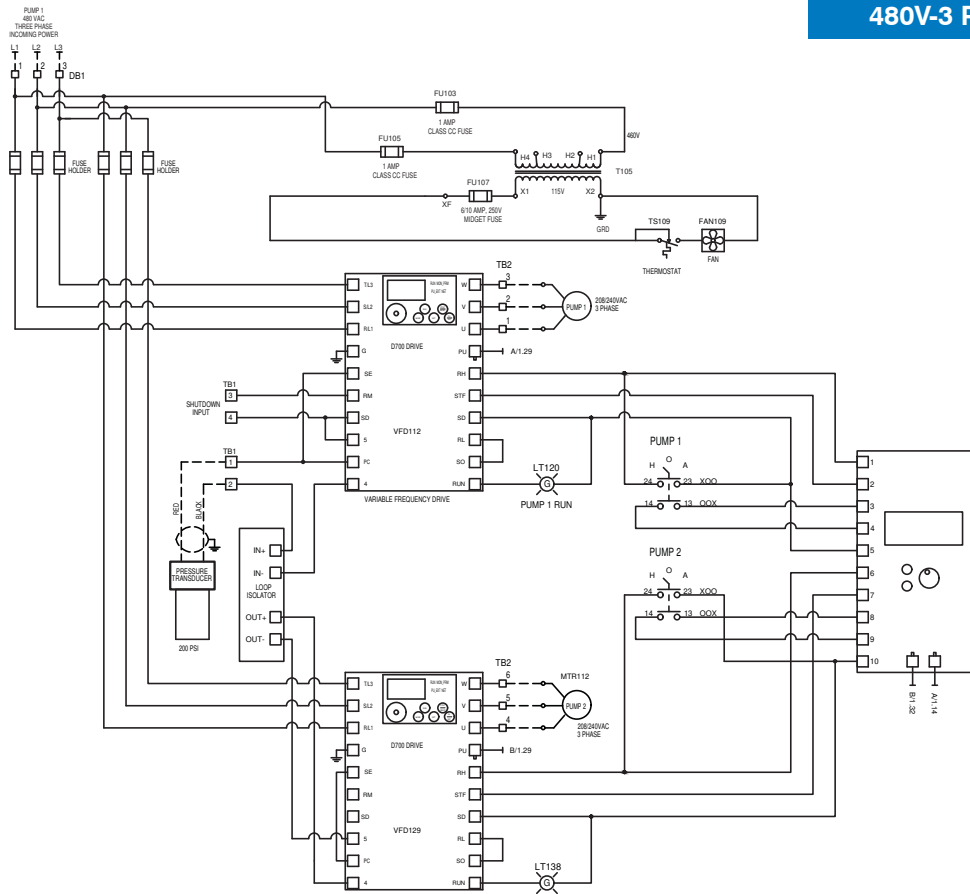 480V-3 P
PUMP 1
480 VAC
THREE PHASE
INCOMING POWER
L1 L2 L3
1 2 3 DB1
FU103
1 AMP
CLASS CC FUSE
460V
FU105
1 AMP
CLASS CC FUSE
H4 H3 H2 H1
T105
FUSE
HOLDER
FUSE
HOLDER
FU107
X1 115V X2
XF
6/10 AMP, 250V
MIDGET FUSE
GRD
TS109
FAN109
THERMOSTAT
FAN
TB2
T/L3
S/L2
R/L1
G
SE
RM
SD
5
PC
4
D700 DRIVE
VFD112
W
V
U
PU
RH
STF
SD
RL
SO
RUN
VARIABLE FREQUENCY DRIVE
3
2
1
PUMP 1
208/240VAC
3 PHASE
A/1.29
TB1
3
SHUTDOWN
INPUT
4
TB1
1
2
RED
BLACK
PRESSURE
TRANSDUCER
200 PSI
IN+
IN-
LOOP
ISOLATOR
OUT+
OUT-
LT120
G
PUMP 1 RUN
PUMP 1
H O A
24 23 XOO
14 13 OOX
PUMP 2
H O A
24 23 XOO
14 13 OOX
1
2
3
4
5
6
7
8
9
10
B/1.32
A/1.14
TB2
T/L3
S/L2
R/L1
G
SE
RM
SD
5
PC
4
D700 DRIVE
VFD129
W
V
U
PU
RH
STF
SD
RL
SO
RUN
6
5
4
MTR112
PUMP 2
208/240VAC
3 PHASE
B/1.29
LT138
G